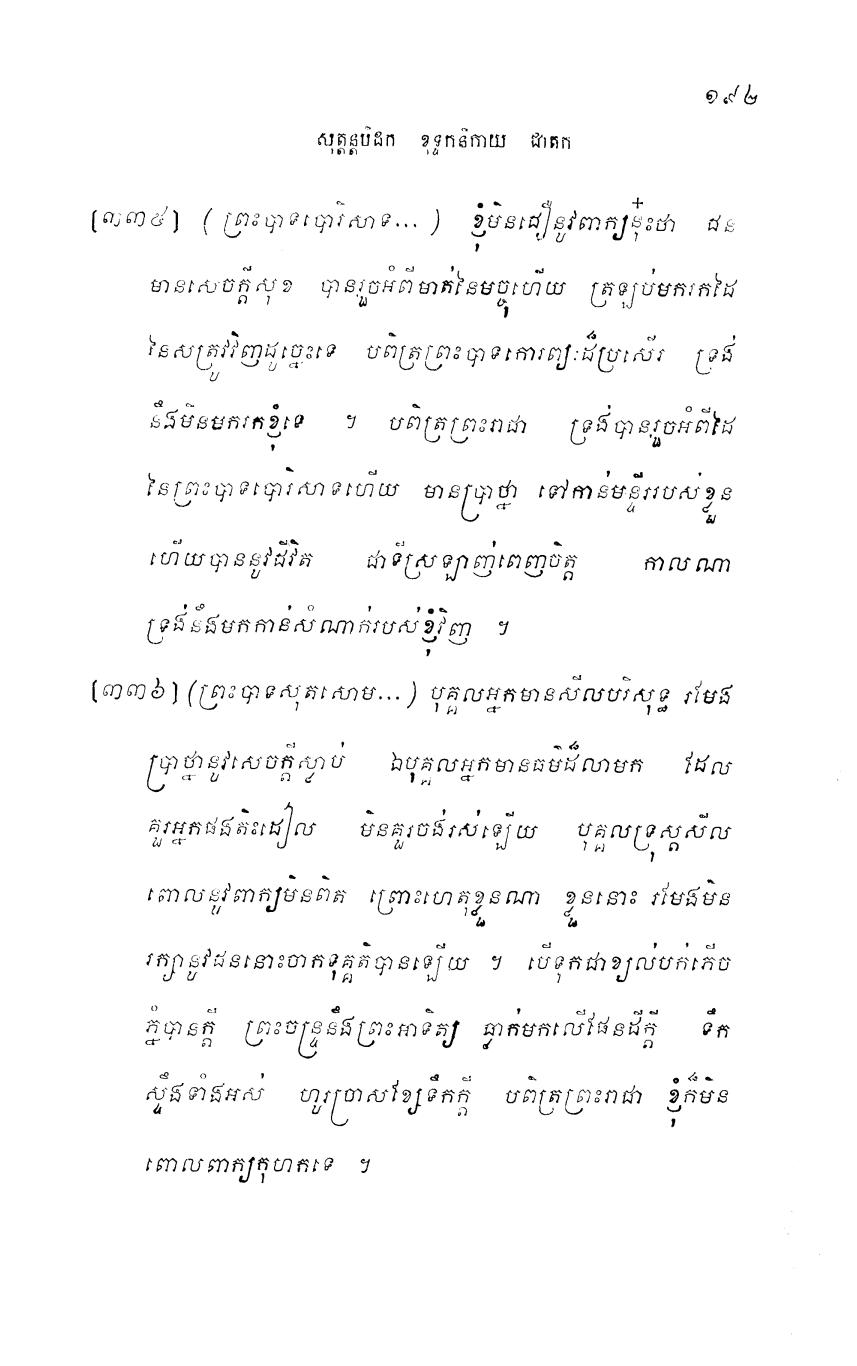 ១៩២
សុត្តន្តបិដក ខុទ្ទកនិកាយ ជាតក
[៣៣៥] (ព្រះបាទបោរិសាទ...) ខ្ញុំមិនជឿនូវពាក្យនុ៎ះថា ជន
មានសេចក្តីសុខ បានរួចអំពីមាត់នៃមច្ចុហើយ ត្រឡប់មករកដៃ
នៃសត្រូវវិញដូច្នេះទេ បពិត្រព្រះបាទកោរព្យៈដ៏ប្រសើរ ទ្រង់
នឹងមិនមករកខ្ញុំទេ ។ បពិត្រព្រះរាជា ទ្រង់បានរួចអំពីដៃ
នៃព្រះបាទបោរិសាទហើយ មានប្រាថ្នា ទៅកាន់មន្ទីររបស់ខ្លួន
ហើយបាននូវជីវិត ជាទីស្រឡាញ់ពេញចិត្ត កាលណា
ទ្រង់នឹងមកកាន់សំណាក់របស់ខ្ញុំវិញ ។
[៣៣៦] (ព្រះបាទសុតសោម...) បុគ្គលអ្នកមានសីលបរិសុទ្ធ រមែង
ប្រាថ្នានូវសេចក្តីស្លាប់ ឯបុគ្គលអ្នកមានធម៌ដ៏លាមក ដែល
គួរអ្នកផងតិះដៀល មិនគួរចង់រស់ឡើយ បុគ្គលទ្រុស្តសីល
ពោលនូវពាក្យមិនពិត ព្រោះហេតុខ្លួនណា ខ្លួននោះ រមែងមិន
រក្សានូវជននោះចាកទុគ្គតិបានឡើយ ។ បើទុកជាខ្យល់បក់ភើច
ភ្នំបានក្តី ព្រះចន្ទ្រនឹងព្រះអាទិត្យ ធ្លាក់មកលើផែនដីក្តី ទឹក
ស្ទឹងទាំងអស់ ហូរច្រាសខ្សែទឹកក្តី បពិត្រព្រះរាជា ខ្ញុំក៏មិន
ពោលពាក្យកុហកទេ ។